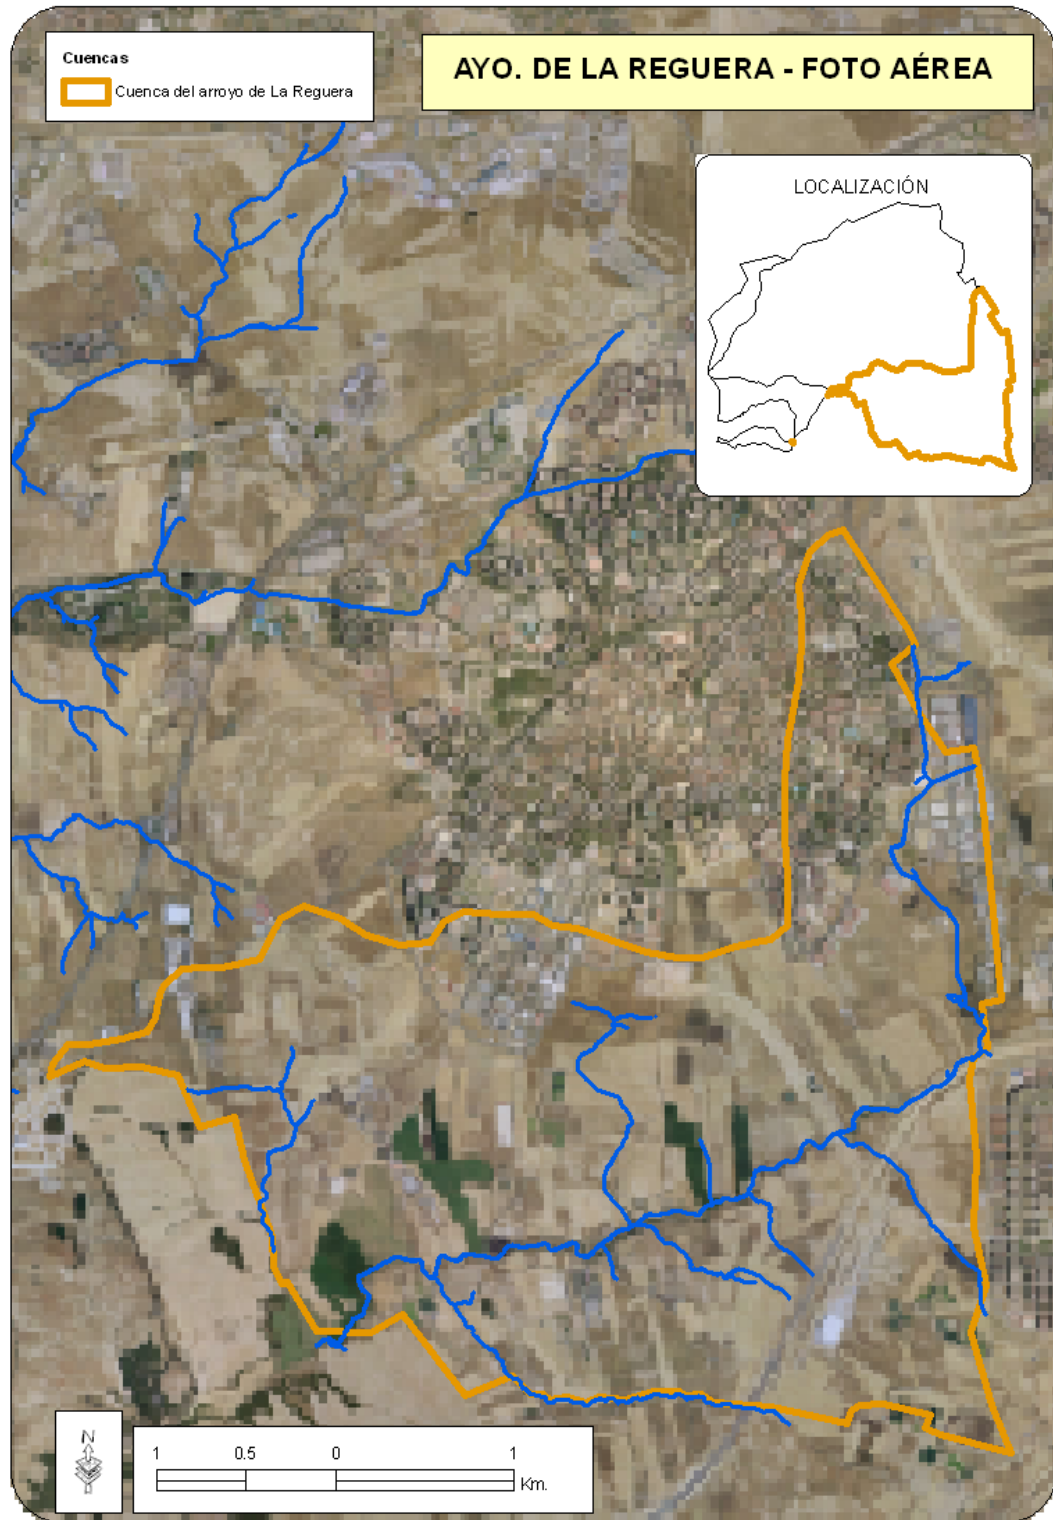 Cuencas
Cuenca del arroyo de La Reguera
AYO. DE LA REGUERA - FOTO AÉREA
LOCALIZACIÓN
N
1 0.5 0 1
Km.